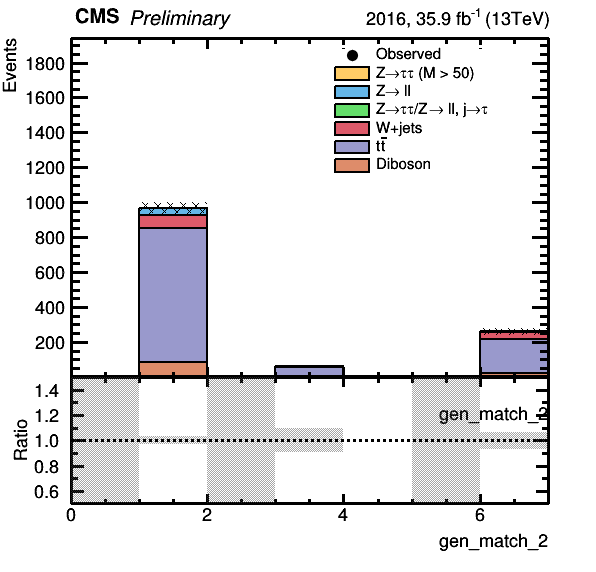 CMS Preliminary 2016, 35.9 fb⁻¹ (13TeV)
Events
1800
1600
1400
1200
1000
800
600
400
200
Observed
Z→ττ (M > 50)
Z→ ll
Z→ττ/Z→ ll, j→τ
W+jets
tt̅
Diboson
Ratio
1.4
1.2
1.0
0.8
0.6
gen_match_2
0 2 4 6
gen_match_2